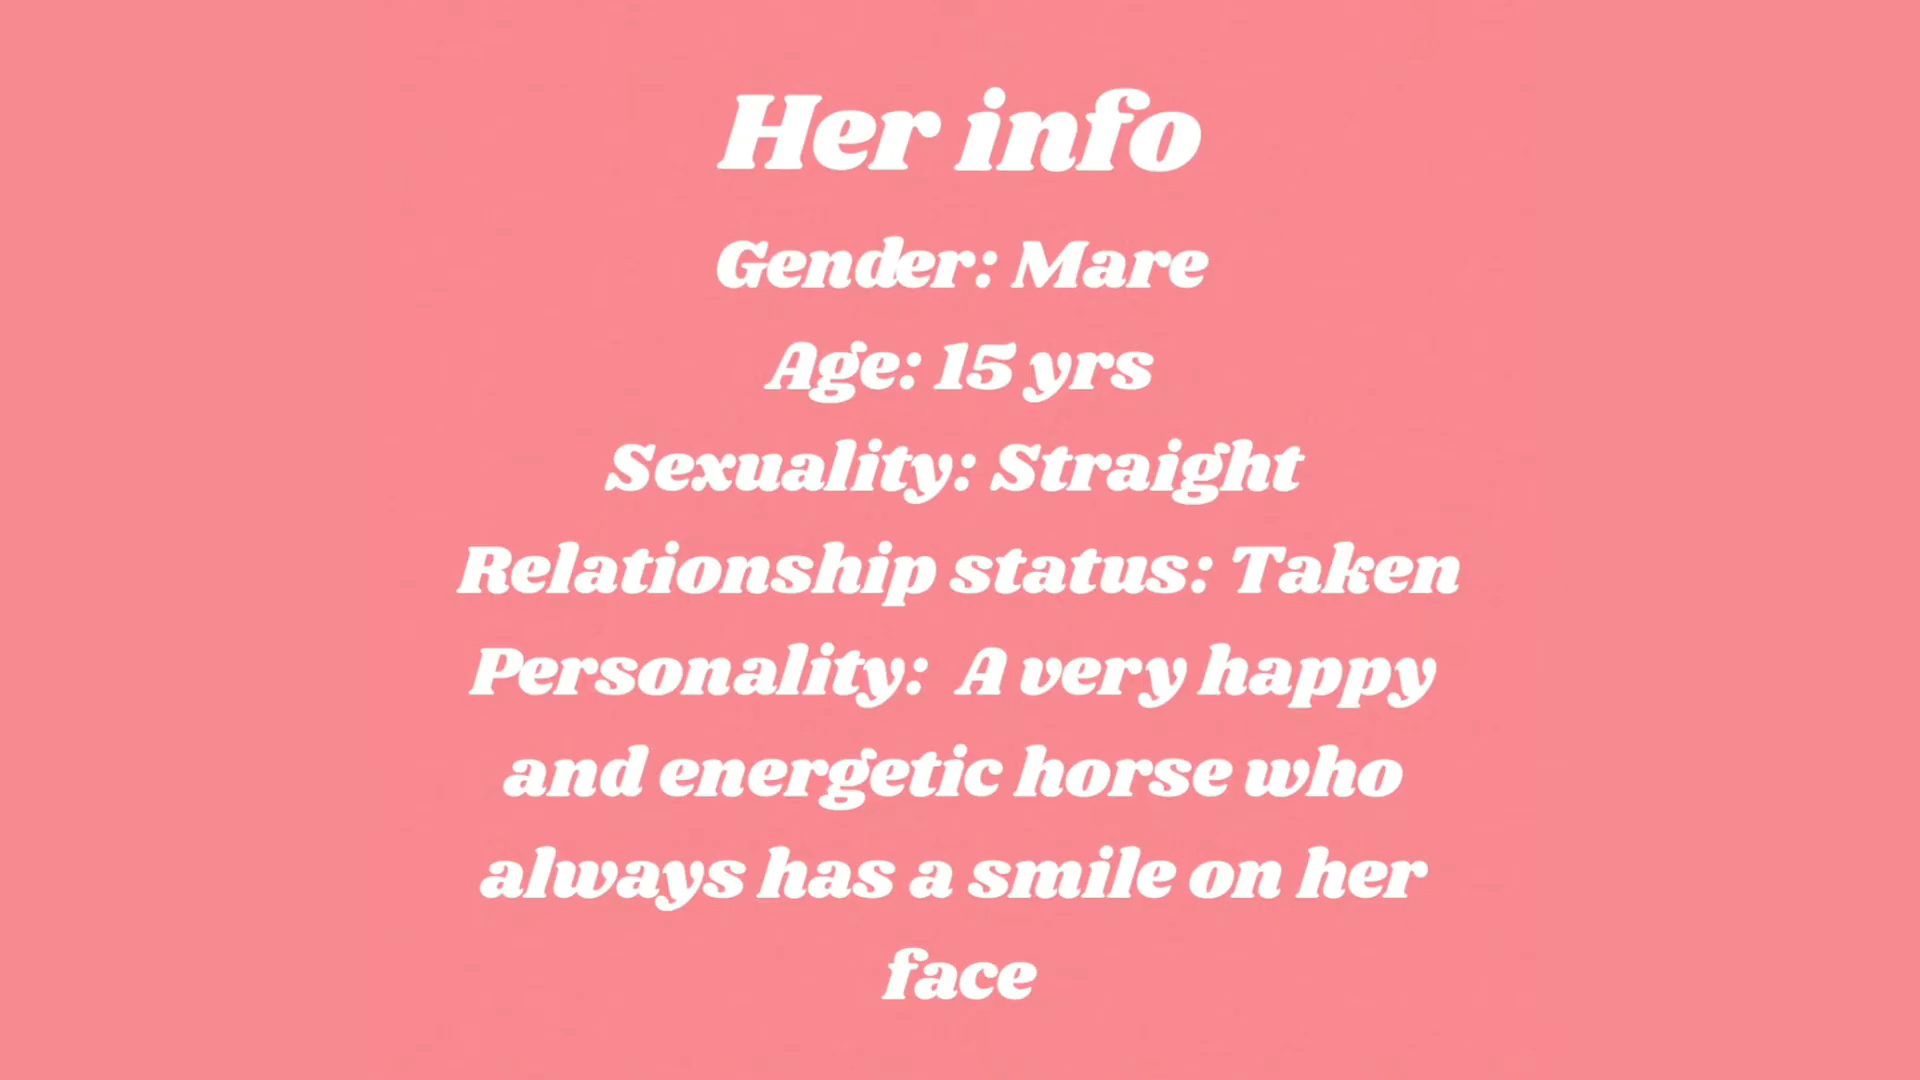 Her info
Gender: Mare
Age: 15 yrs
Sexuality: Straight
Relationship status: Taken
Personality:  A very happy
and energetic horse who
always has a smile on her
face